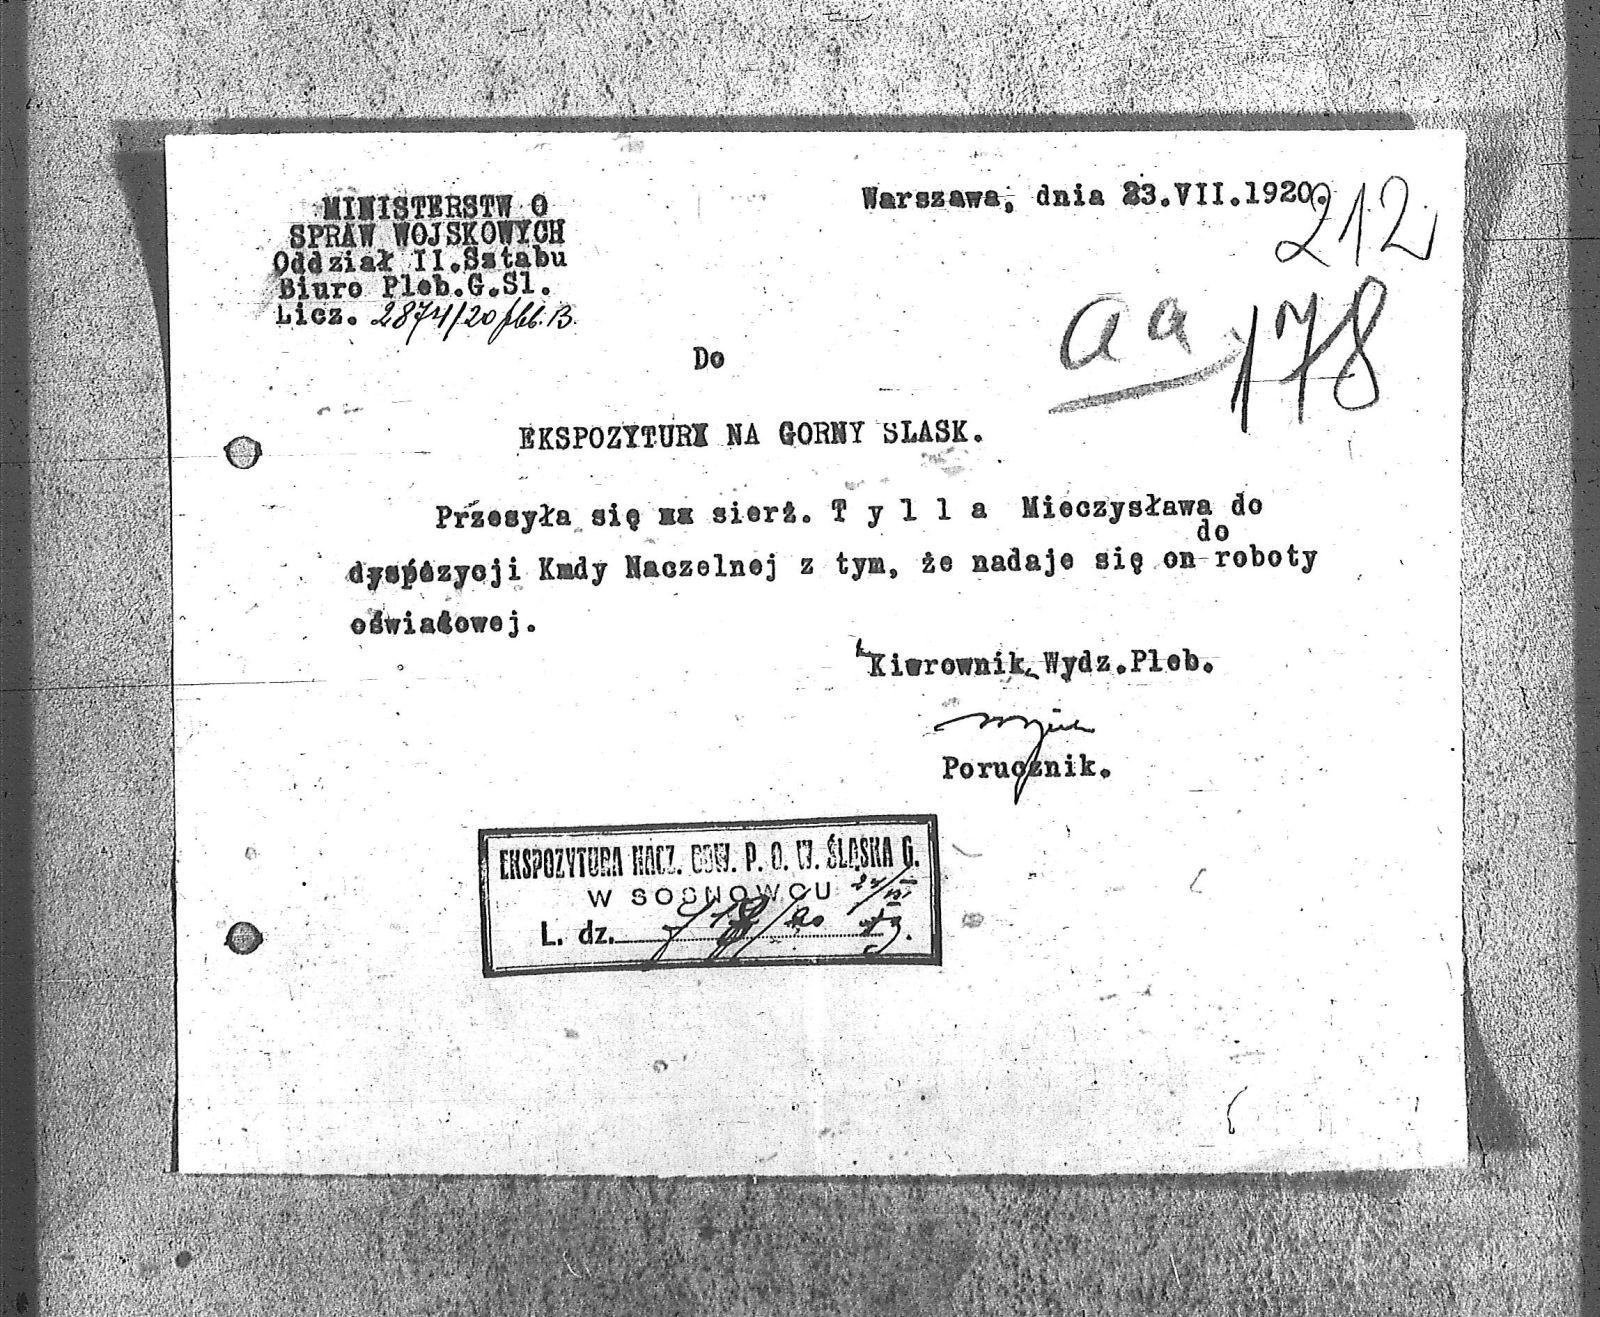 Warszawa, dnia 23.VII.1920.
212
MINISTERSTW O
SPRAW WOJSKOWYCH
Oddział II.Sztabu
Biuro Pleb.G.Sl.
Licz. 2874/20 B.
aa 178
Do
EKSPOZYTURY NA GORNY SLASK.
Przesyła się sierż. T y l l a Mieczysława do
do
dyspozycji Kmdy Naczelnej z tym, że nadaje się on roboty
oświatowej.
Kierownik Wydz.Pleb.
Porucznik.
EKSPOZYTURA NACZ. DOW. P. O. W. ŚLĄSKA G.
W SOSNOWCU
L. dz.